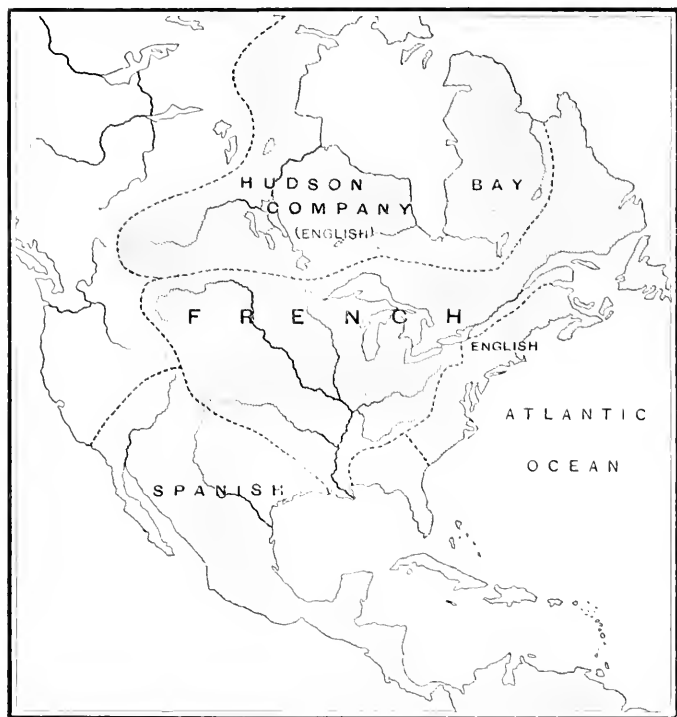 HUDSON BAY
COMPANY
(ENGLISH)
FRENCH
ENGLISH
ATLANTIC
OCEAN
SPANISH